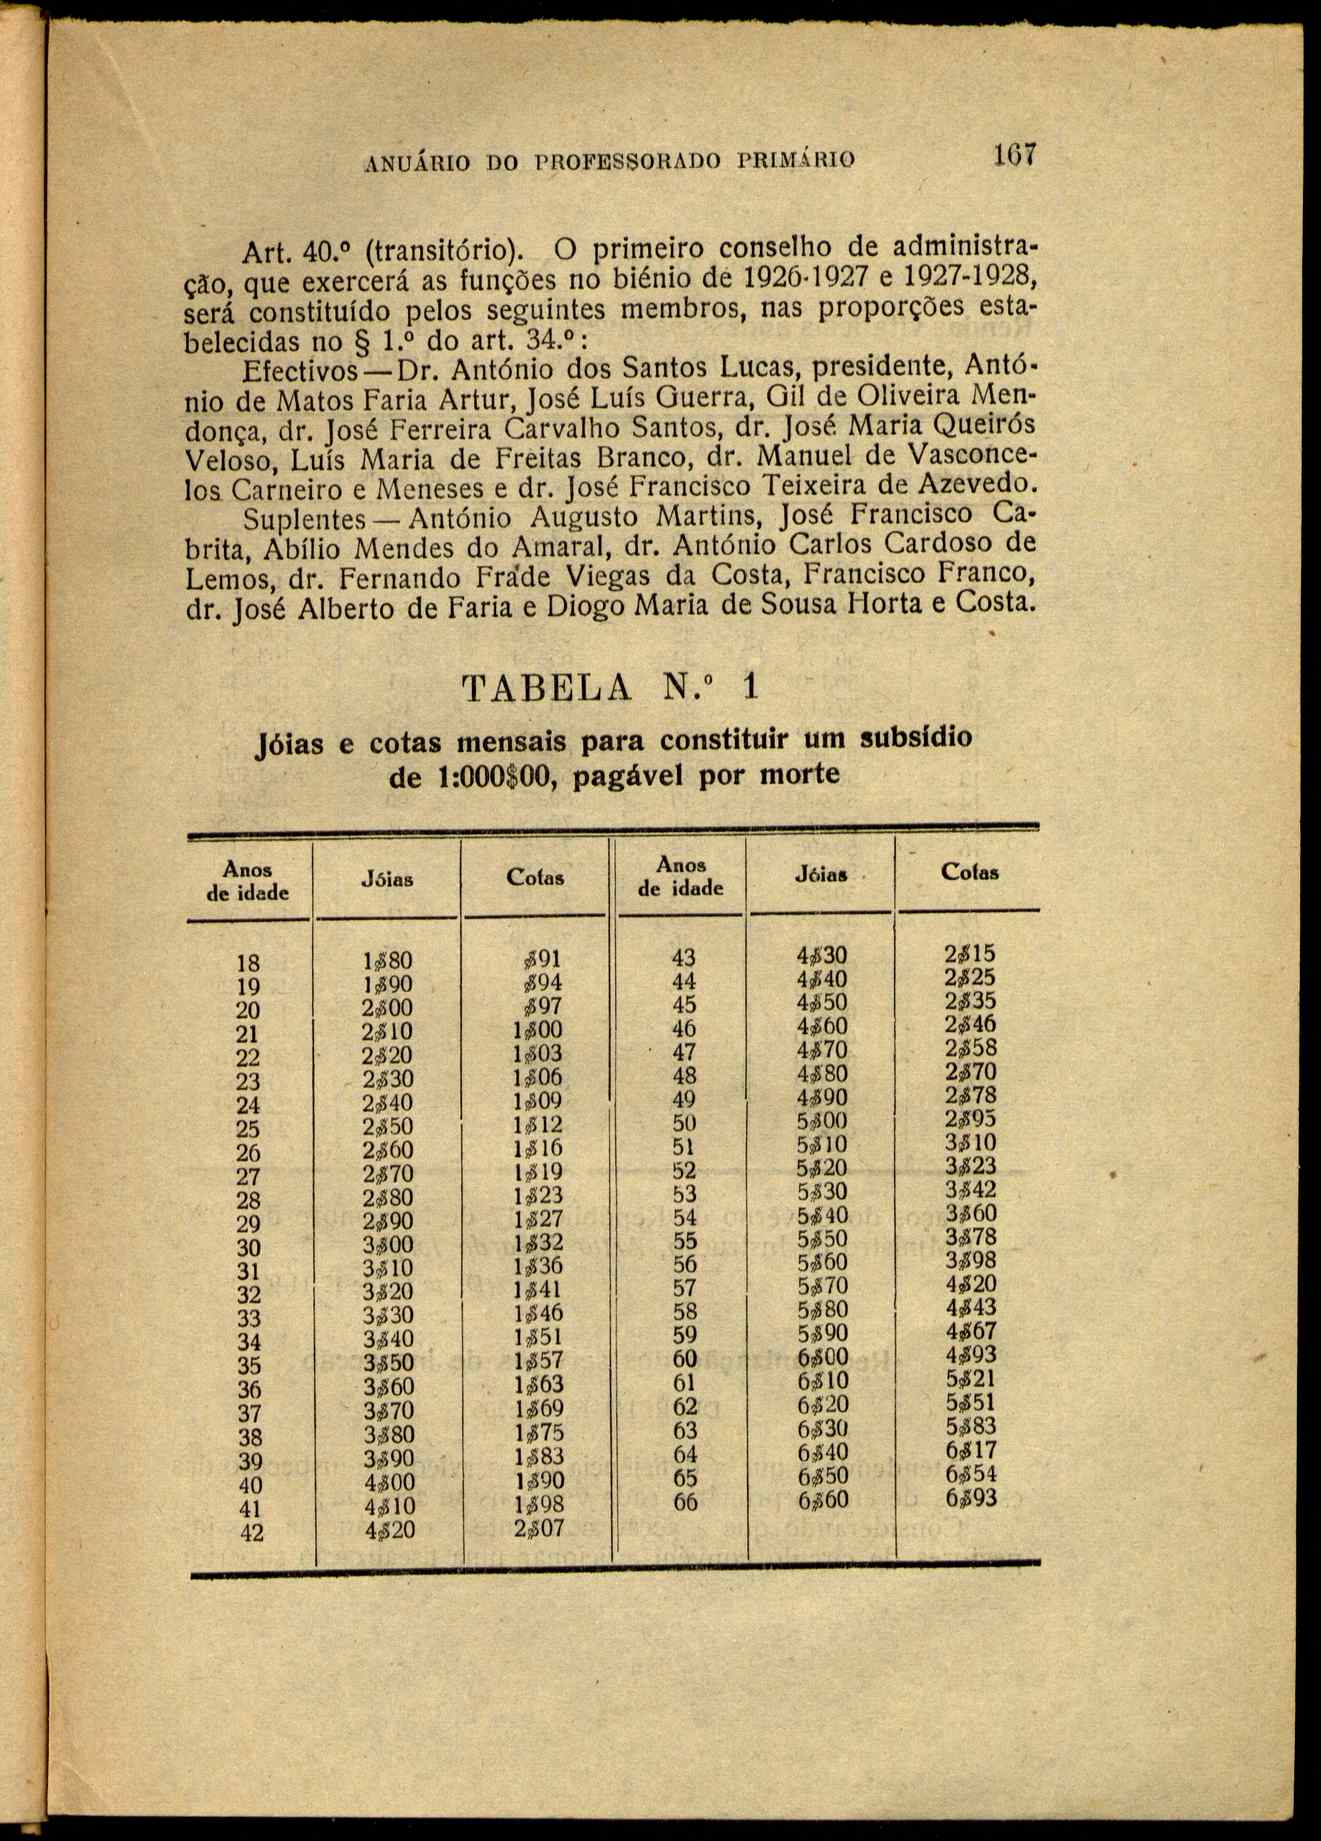 ANUÁRIO DO PROFESSORADO PRIMÁRIO 167
Art. 40.º (transitório). O primeiro conselho de administra-
ção, que exercerá as funções no biénio de 1926-1927 e 1927-1928,
será constituído pelos seguintes membros, nas proporções esta-
belecidas no § 1.º do art. 34.º:
Efectivos — Dr. António dos Santos Lucas, presidente, Antó-
nio de Matos Faria Artur, José Luís Guerra, Gil de Oliveira Men-
donça, dr. José Ferreira Carvalho Santos, dr. José Maria Queirós
Veloso, Luís Maria de Freitas Branco, dr. Manuel de Vasconce-
los Carneiro e Meneses e dr. José Francisco Teixeira de Azevedo.
Suplentes — António Augusto Martins, José Francisco Ca-
brita, Abílio Mendes do Amaral, dr. António Carlos Cardoso de
Lemos, dr. Fernando Frade Viegas da Costa, Francisco Franco,
dr. José Alberto de Faria e Diogo Maria de Sousa Horta e Costa.
TABELA N.º 1
Jóias e cotas mensais para constituir um subsídio
de 1:000$00, pagável por morte
Anos de idade Jóias Cotas Anos de idade Jóias Cotas
18 1$80 $91 43 4$30 2$15
19 1$90 $94 44 4$40 2$25
20 2$00 $97 45 4$50 2$35
21 2$10 1$00 46 4$60 2$46
22 2$20 1$03 47 4$70 2$58
23 2$30 1$06 48 4$80 2$70
24 2$40 1$09 49 4$90 2$78
25 2$50 1$12 50 5$00 2$95
26 2$60 1$16 51 5$10 3$10
27 2$70 1$19 52 5$20 3$23
28 2$80 1$23 53 5$30 3$42
29 2$90 1$27 54 5$40 3$60
30 3$00 1$32 55 5$50 3$78
31 3$10 1$36 56 5$60 3$98
32 3$20 1$41 57 5$70 4$20
33 3$30 1$46 58 5$80 4$43
34 3$40 1$51 59 5$90 4$67
35 3$50 1$57 60 6$00 4$93
36 3$60 1$63 61 6$10 5$21
37 3$70 1$69 62 6$20 5$51
38 3$80 1$75 63 6$30 5$83
39 3$90 1$83 64 6$40 6$17
40 4$00 1$90 65 6$50 6$54
41 4$10 1$98 66 6$60 6$93
42 4$20 2$07